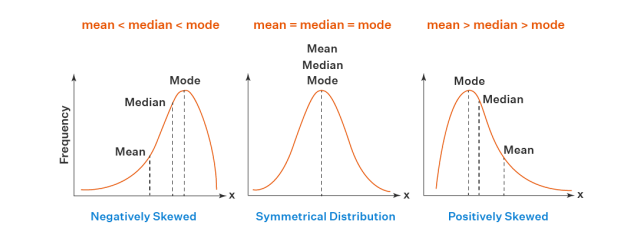 mean < median < mode
mean = median = mode
mean > median > mode
Mean
Median
Mode
Mode
Median
Mean
Mode
Median
Mean
Frequency
x
x
x
Negatively Skewed
Symmetrical Distribution
Positively Skewed